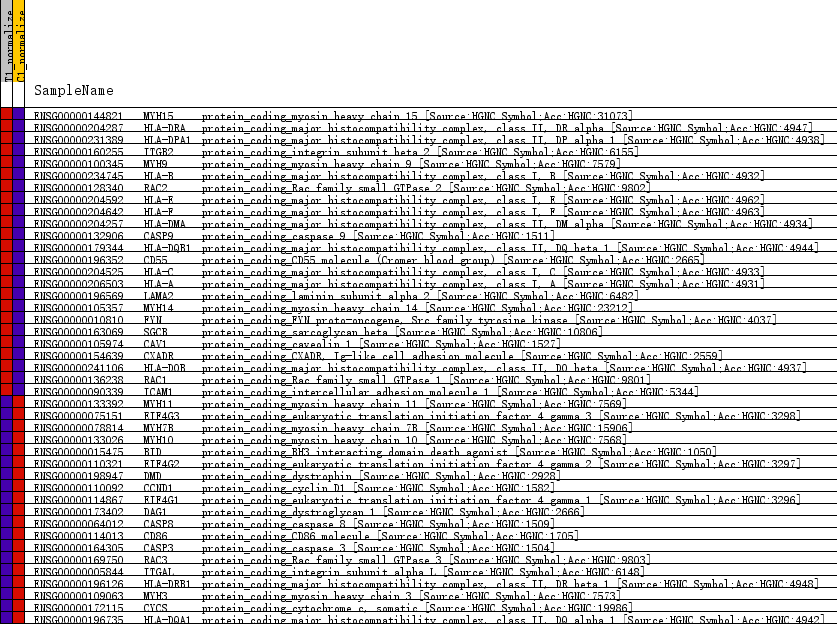 T1_normalize
C1_normalize
SampleName
ENSG00000144821 MYH15 protein_coding_myosin heavy chain 15 [Source:HGNC Symbol;Acc:HGNC:31073]
ENSG00000204287 HLA-DRA protein_coding_major histocompatibility complex, class II, DR alpha [Source:HGNC Symbol;Acc:HGNC:4947]
ENSG00000231389 HLA-DPA1 protein_coding_major histocompatibility complex, class II, DP alpha 1 [Source:HGNC Symbol;Acc:HGNC:4938]
ENSG00000160255 ITGB2 protein_coding_integrin subunit beta 2 [Source:HGNC Symbol;Acc:HGNC:6155]
ENSG00000100345 MYH9 protein_coding_myosin heavy chain 9 [Source:HGNC Symbol;Acc:HGNC:7579]
ENSG00000234745 HLA-B protein_coding_major histocompatibility complex, class I, B [Source:HGNC Symbol;Acc:HGNC:4932]
ENSG00000128340 RAC2 protein_coding_Rac family small GTPase 2 [Source:HGNC Symbol;Acc:HGNC:9802]
ENSG00000204592 HLA-E protein_coding_major histocompatibility complex, class I, E [Source:HGNC Symbol;Acc:HGNC:4962]
ENSG00000204642 HLA-F protein_coding_major histocompatibility complex, class I, F [Source:HGNC Symbol;Acc:HGNC:4963]
ENSG00000204257 HLA-DMA protein_coding_major histocompatibility complex, class II, DM alpha [Source:HGNC Symbol;Acc:HGNC:4934]
ENSG00000132906 CASP9 protein_coding_caspase 9 [Source:HGNC Symbol;Acc:HGNC:1511]
ENSG00000179344 HLA-DQB1 protein_coding_major histocompatibility complex, class II, DQ beta 1 [Source:HGNC Symbol;Acc:HGNC:4944]
ENSG00000196352 CD55 protein_coding_CD55 molecule (Cromer blood group) [Source:HGNC Symbol;Acc:HGNC:2665]
ENSG00000204525 HLA-C protein_coding_major histocompatibility complex, class I, C [Source:HGNC Symbol;Acc:HGNC:4933]
ENSG00000206503 HLA-A protein_coding_major histocompatibility complex, class I, A [Source:HGNC Symbol;Acc:HGNC:4931]
ENSG00000196569 LAMA2 protein_coding_laminin subunit alpha 2 [Source:HGNC Symbol;Acc:HGNC:6482]
ENSG00000105357 MYH14 protein_coding_myosin heavy chain 14 [Source:HGNC Symbol;Acc:HGNC:23212]
ENSG00000010810 FYN protein_coding_FYN proto-oncogene, Src family tyrosine kinase [Source:HGNC Symbol;Acc:HGNC:4037]
ENSG00000163069 SGCB protein_coding_sarcoglycan beta [Source:HGNC Symbol;Acc:HGNC:10806]
ENSG00000105974 CAV1 protein_coding_caveolin 1 [Source:HGNC Symbol;Acc:HGNC:1527]
ENSG00000154639 CXADR protein_coding_CXADR, Ig-like cell adhesion molecule [Source:HGNC Symbol;Acc:HGNC:2559]
ENSG00000241106 HLA-DOB protein_coding_major histocompatibility complex, class II, DO beta [Source:HGNC Symbol;Acc:HGNC:4937]
ENSG00000136238 RAC1 protein_coding_Rac family small GTPase 1 [Source:HGNC Symbol;Acc:HGNC:9801]
ENSG00000090339 ICAM1 protein_coding_intercellular adhesion molecule 1 [Source:HGNC Symbol;Acc:HGNC:5344]
ENSG00000133392 MYH11 protein_coding_myosin heavy chain 11 [Source:HGNC Symbol;Acc:HGNC:7569]
ENSG00000075151 EIF4G3 protein_coding_eukaryotic translation initiation factor 4 gamma 3 [Source:HGNC Symbol;Acc:HGNC:3298]
ENSG00000078814 MYH7B protein_coding_myosin heavy chain 7B [Source:HGNC Symbol;Acc:HGNC:15906]
ENSG00000133026 MYH10 protein_coding_myosin heavy chain 10 [Source:HGNC Symbol;Acc:HGNC:7568]
ENSG00000015475 BID protein_coding_BH3 interacting domain death agonist [Source:HGNC Symbol;Acc:HGNC:1050]
ENSG00000110321 EIF4G2 protein_coding_eukaryotic translation initiation factor 4 gamma 2 [Source:HGNC Symbol;Acc:HGNC:3297]
ENSG00000198947 DMD protein_coding_dystrophin [Source:HGNC Symbol;Acc:HGNC:2928]
ENSG00000110092 CCND1 protein_coding_cyclin D1 [Source:HGNC Symbol;Acc:HGNC:1582]
ENSG00000114867 EIF4G1 protein_coding_eukaryotic translation initiation factor 4 gamma 1 [Source:HGNC Symbol;Acc:HGNC:3296]
ENSG00000173402 DAG1 protein_coding_dystroglycan 1 [Source:HGNC Symbol;Acc:HGNC:2666]
ENSG00000064012 CASP8 protein_coding_caspase 8 [Source:HGNC Symbol;Acc:HGNC:1509]
ENSG00000114013 CD86 protein_coding_CD86 molecule [Source:HGNC Symbol;Acc:HGNC:1705]
ENSG00000164305 CASP3 protein_coding_caspase 3 [Source:HGNC Symbol;Acc:HGNC:1504]
ENSG00000169750 RAC3 protein_coding_Rac family small GTPase 3 [Source:HGNC Symbol;Acc:HGNC:9803]
ENSG00000005844 ITGAL protein_coding_integrin subunit alpha L [Source:HGNC Symbol;Acc:HGNC:6148]
ENSG00000196126 HLA-DRB1 protein_coding_major histocompatibility complex, class II, DR beta 1 [Source:HGNC Symbol;Acc:HGNC:4948]
ENSG00000109063 MYH3 protein_coding_myosin heavy chain 3 [Source:HGNC Symbol;Acc:HGNC:7573]
ENSG00000172115 CYCS protein_coding_cytochrome c, somatic [Source:HGNC Symbol;Acc:HGNC:19986]
ENSG00000196735 HLA-DQA1 protein_coding_major histocompatibility complex, class II, DQ alpha 1 [Source:HGNC Symbol;Acc:HGNC:4942]